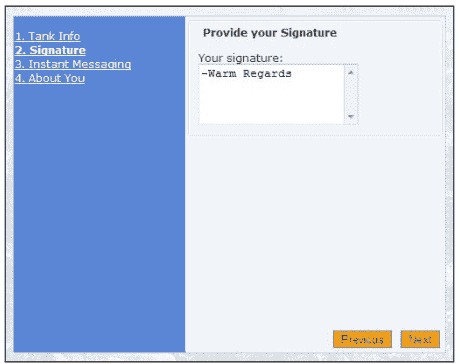 1. Tank Info
2. Signature
3. Instant Messaging
4. About You
Provide your Signature
Your signature:
-Warm Regards
Previous
Next